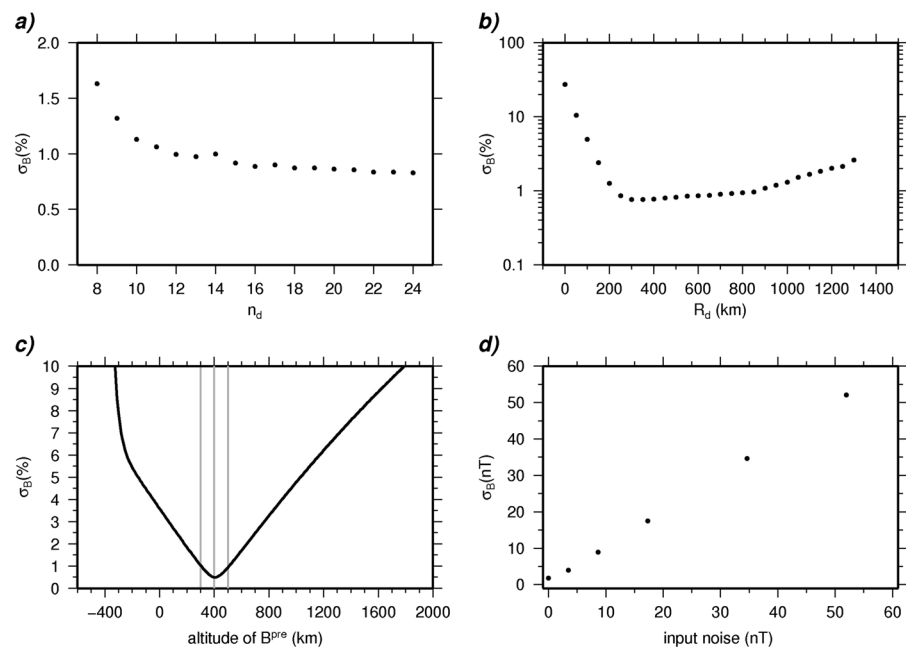 a)
2.0
1.5
1.0
0.5
0.0
σB(%)
8 10 12 14 16 18 20 22 24
nd
b)
100
10
1
0.1
σB(%)
0 200 400 600 800 1000 1200 1400
Rd (km)
c)
10
9
8
7
6
5
4
3
2
1
0
σB(%)
−400 0 400 800 1200 1600 2000
altitude of Bpre (km)
d)
60
50
40
30
20
10
0
σB(nT)
0 10 20 30 40 50 60
input noise (nT)